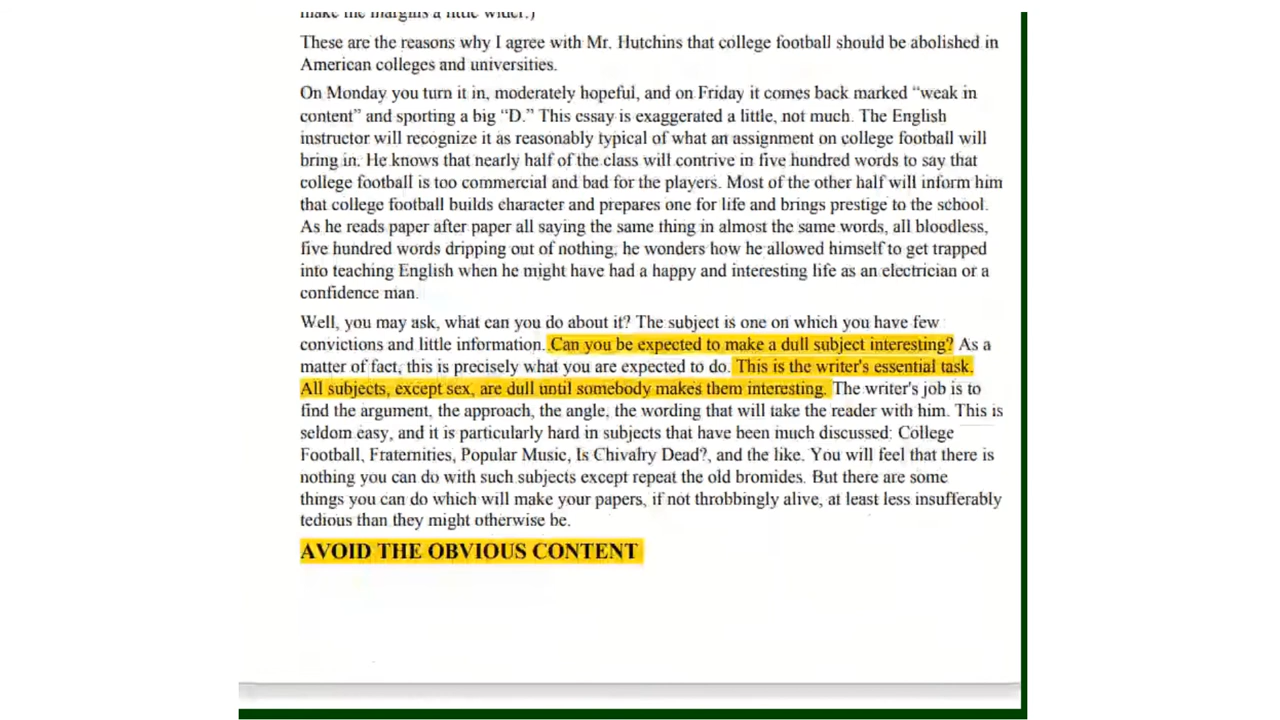 make the margins a little wider.)
These are the reasons why I agree with Mr. Hutchins that college football should be abolished in
American colleges and universities.
On Monday you turn it in, moderately hopeful, and on Friday it comes back marked “weak in
content” and sporting a big “D.” This essay is exaggerated a little, not much. The English
instructor will recognize it as reasonably typical of what an assignment on college football will
bring in. He knows that nearly half of the class will contrive in five hundred words to say that
college football is too commercial and bad for the players. Most of the other half will inform him
that college football builds character and prepares one for life and brings prestige to the school.
As he reads paper after paper all saying the same thing in almost the same words, all bloodless,
five hundred words dripping out of nothing, he wonders how he allowed himself to get trapped
into teaching English when he might have had a happy and interesting life as an electrician or a
confidence man.
Well, you may ask, what can you do about it? The subject is one on which you have few
convictions and little information. Can you be expected to make a dull subject interesting? As a
matter of fact, this is precisely what you are expected to do. This is the writer's essential task.
All subjects, except sex, are dull until somebody makes them interesting. The writer's job is to
find the argument, the approach, the angle, the wording that will take the reader with him. This is
seldom easy, and it is particularly hard in subjects that have been much discussed: College
Football, Fraternities, Popular Music, Is Chivalry Dead?, and the like. You will feel that there is
nothing you can do with such subjects except repeat the old bromides. But there are some
things you can do which will make your papers, if not throbbingly alive, at least less insufferably
tedious than they might otherwise be.
AVOID THE OBVIOUS CONTENT